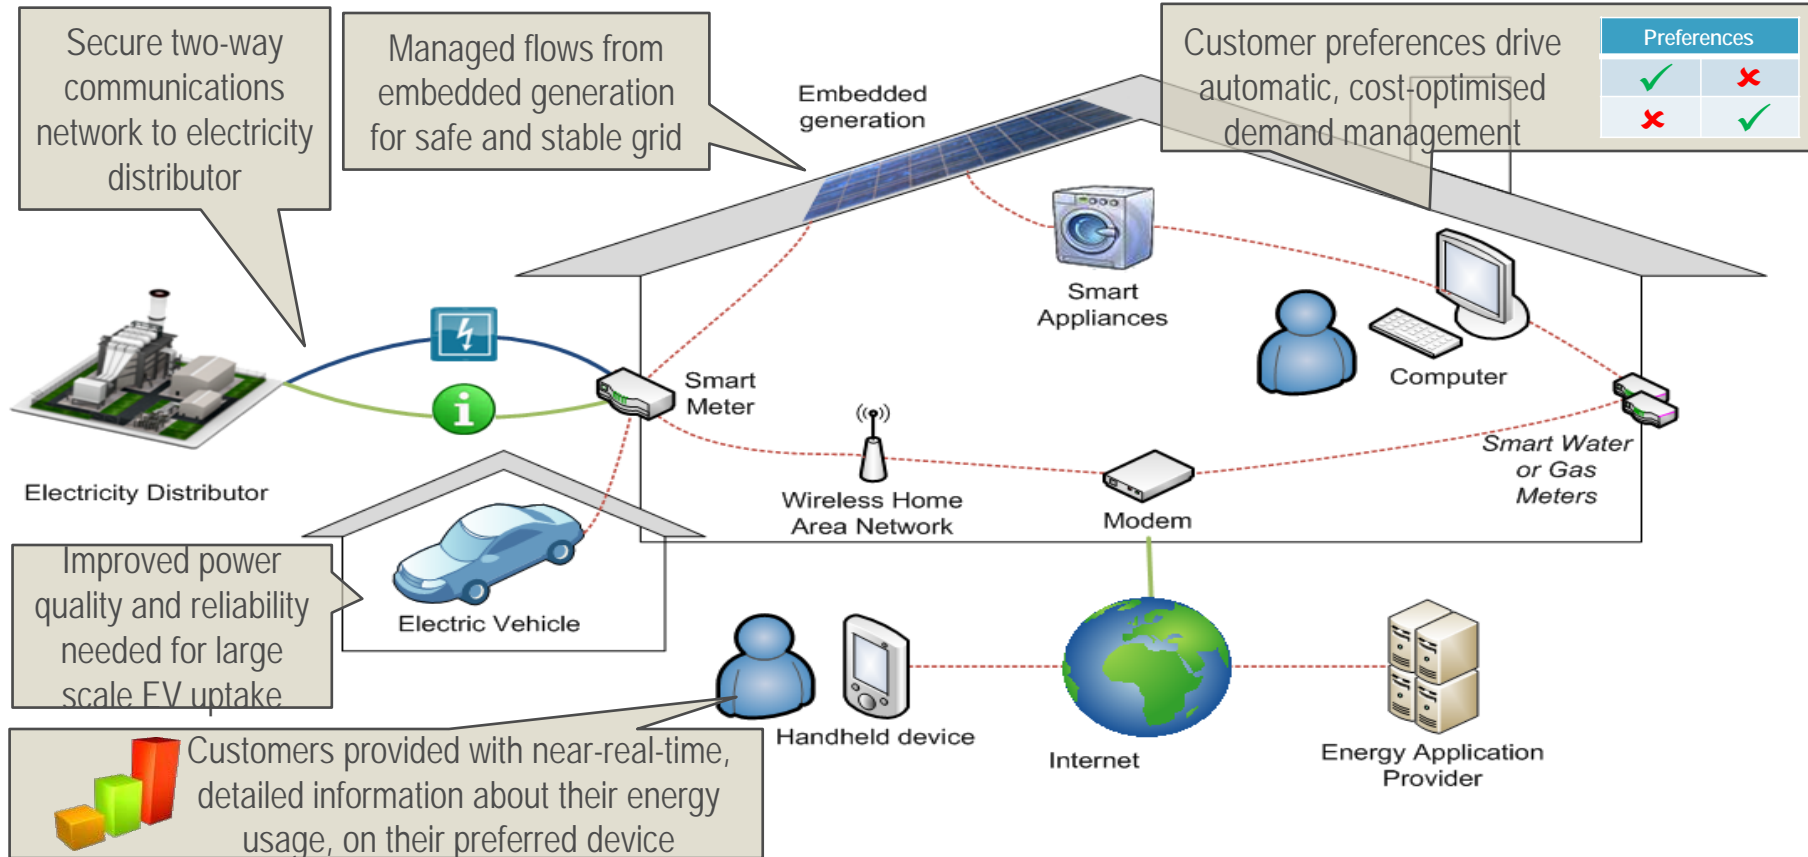 Secure two-way
communications
network to electricity
distributor
Managed flows from
embedded generation
for safe and stable grid
Customer preferences drive
automatic, cost-optimised
demand management
Preferences
Embedded
generation
Smart
Appliances
Computer
Smart
Meter
Smart Water
or Gas
Meters
Wireless Home
Area Network
Modem
Electricity Distributor
Improved power
quality and reliability
needed for large
scale EV uptake
Electric Vehicle
Handheld device
Internet
Energy Application
Provider
Customers provided with near-real-time,
detailed information about their energy
usage, on their preferred device